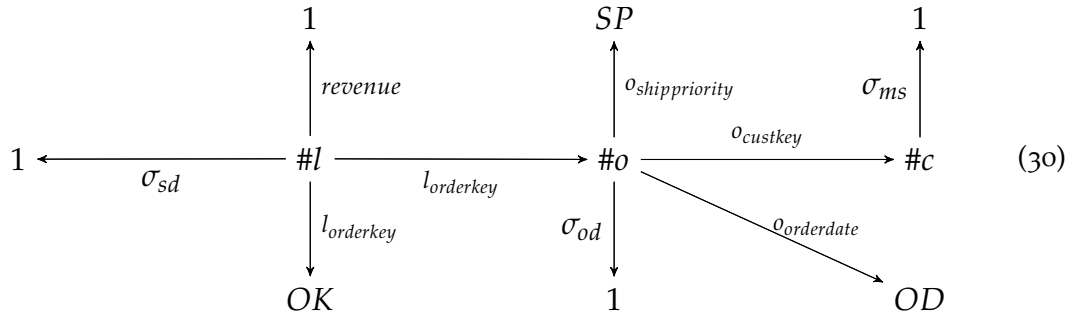 1 SP 1
revenue o_shippriority σ_ms
o_custkey
1 #l #o #c (30)
σ_sd l_orderkey
l_orderkey σ_od o_orderdate
OK 1 OD